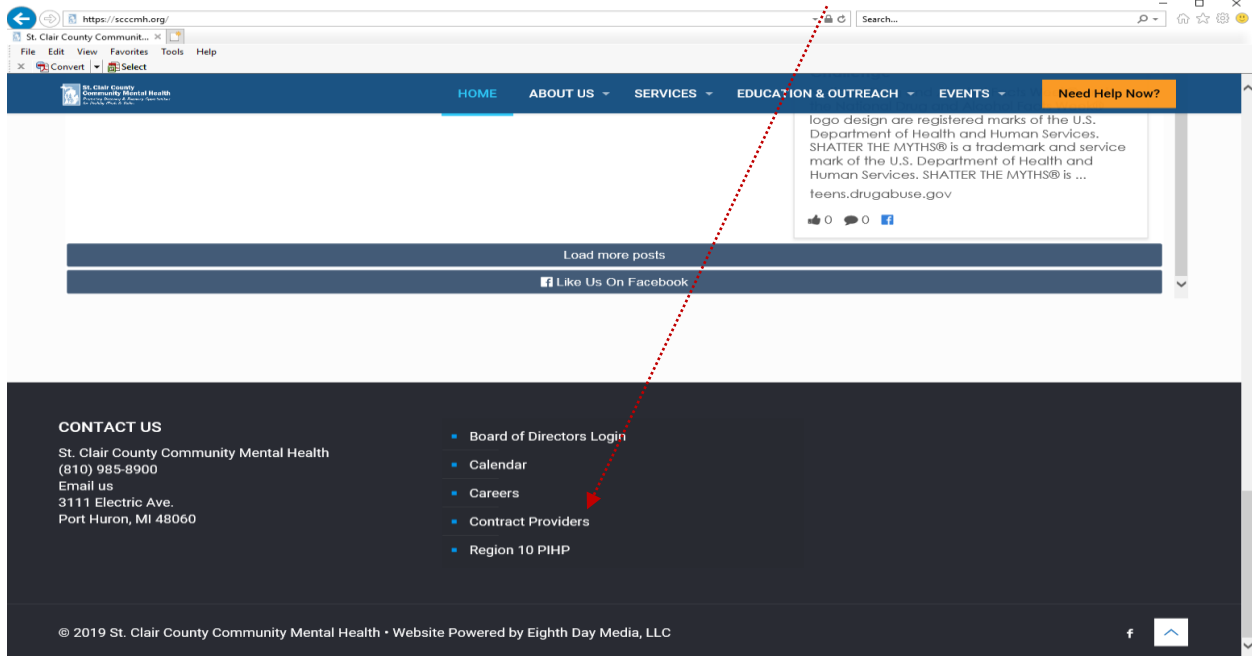 https://scccmh.org/
Search...
St. Clair County Communit...
File Edit View Favorites Tools Help
Convert Select
St. Clair County
Community Mental Health
HOME ABOUT US SERVICES EDUCATION & OUTREACH EVENTS Need Help Now?
logo design are registered marks of the U.S.
Department of Health and Human Services.
SHATTER THE MYTHS® is a trademark and service
mark of the U.S. Department of Health and
Human Services. SHATTER THE MYTHS® is ...
teens.drugabuse.gov
0 0
Load more posts
Like Us On Facebook
CONTACT US
St. Clair County Community Mental Health
(810) 985-8900
Email us
3111 Electric Ave.
Port Huron, MI 48060
Board of Directors Login
Calendar
Careers
Contract Providers
Region 10 PIHP
© 2019 St. Clair County Community Mental Health • Website Powered by Eighth Day Media, LLC